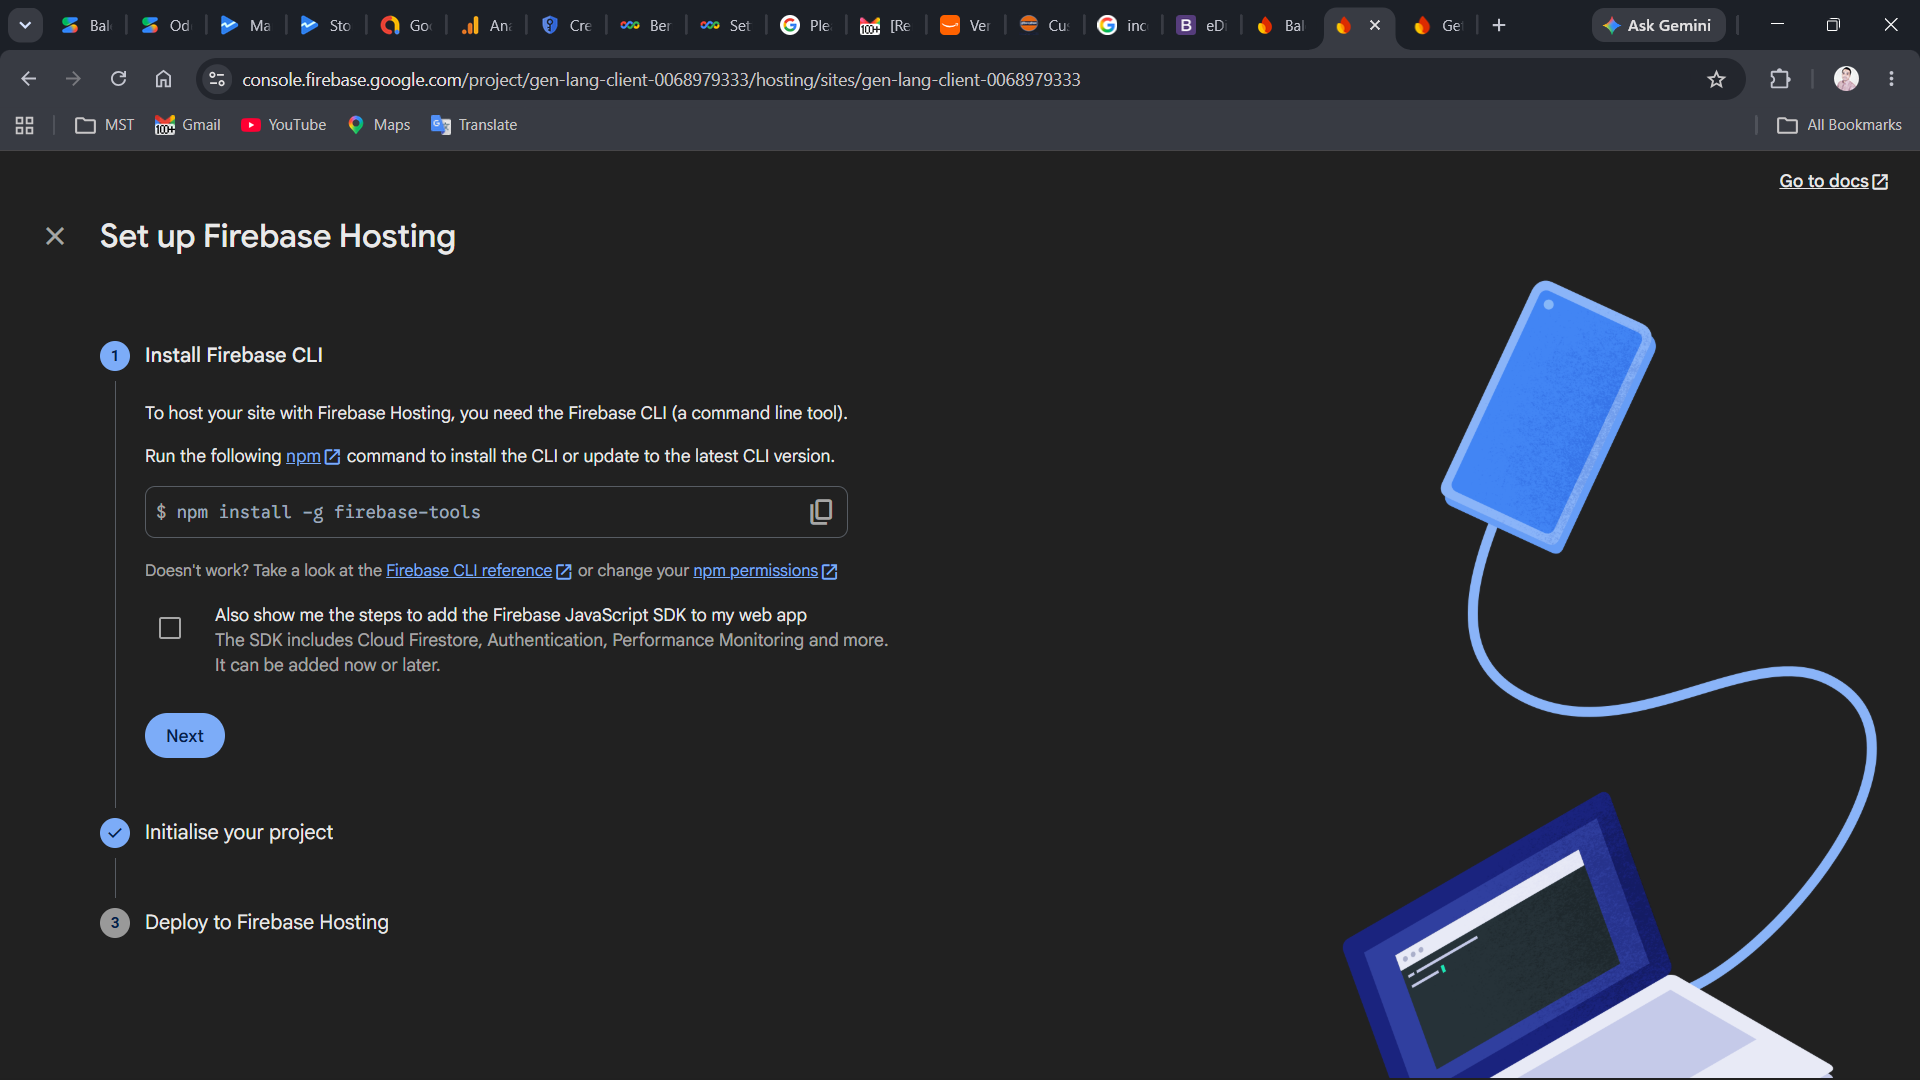 Bal
Od
Ma
Sto
Goo
Ana
Cre
Ber
Set
Plea
[Re
Ver
Cus
inc
eDi
Bal
Get
Ask Gemini
console.firebase.google.com/project/gen-lang-client-0068979333/hosting/sites/gen-lang-client-0068979333
MST
Gmail
YouTube
Maps
Translate
All Bookmarks
Go to docs
Set up Firebase Hosting
1 Install Firebase CLI
To host your site with Firebase Hosting, you need the Firebase CLI (a command line tool).
Run the following npm command to install the CLI or update to the latest CLI version.
$ npm install -g firebase-tools
Doesn't work? Take a look at the Firebase CLI reference or change your npm permissions
Also show me the steps to add the Firebase JavaScript SDK to my web app
The SDK includes Cloud Firestore, Authentication, Performance Monitoring and more.
It can be added now or later.
Next
Initialise your project
3 Deploy to Firebase Hosting